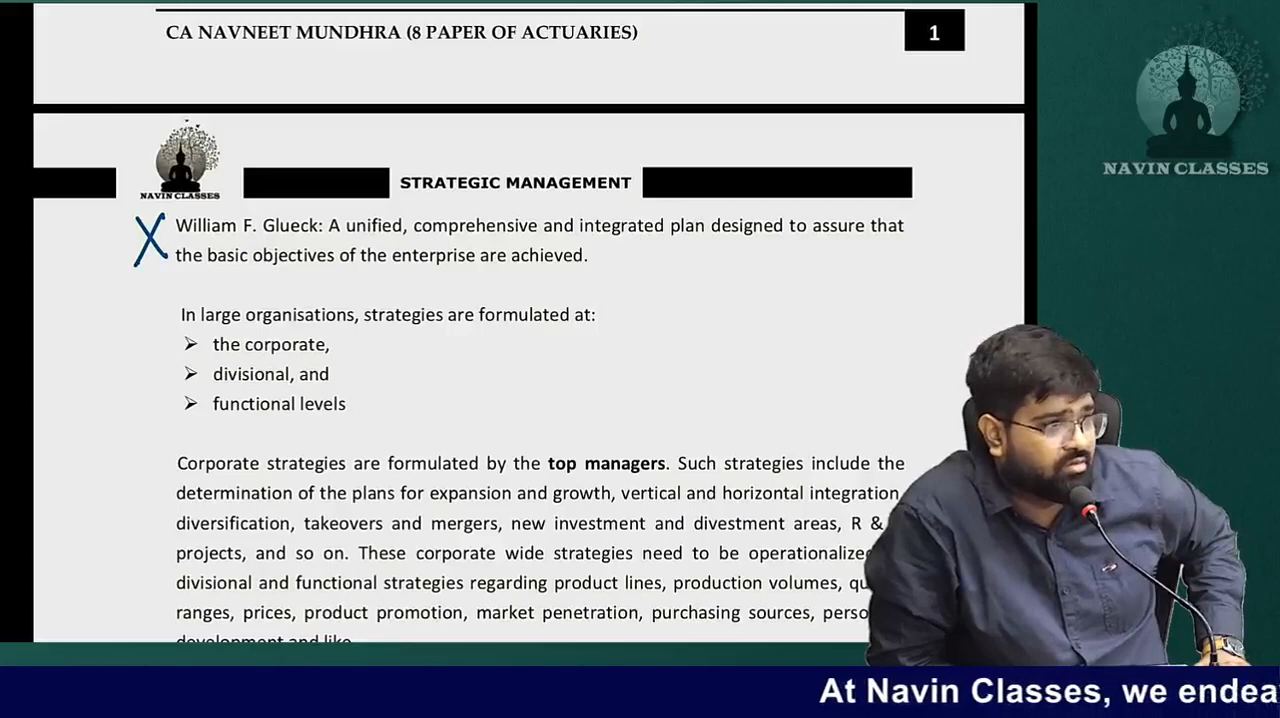 CA NAVNEET MUNDHRA (8 PAPER OF ACTUARIES)
1
NAVIN CLASSES
NAVIN CLASSES
STRATEGIC MANAGEMENT
X
William F. Glueck: A unified, comprehensive and integrated plan designed to assure that
the basic objectives of the enterprise are achieved.
In large organisations, strategies are formulated at:
the corporate,
divisional, and
functional levels
Corporate strategies are formulated by the top managers. Such strategies include the
determination of the plans for expansion and growth, vertical and horizontal integration,
diversification, takeovers and mergers, new investment and divestment areas, R &
projects, and so on. These corporate wide strategies need to be operationalize
divisional and functional strategies regarding product lines, production volumes, qu
ranges, prices, product promotion, market penetration, purchasing sources, perso
development and like
At Navin Classes, we endea